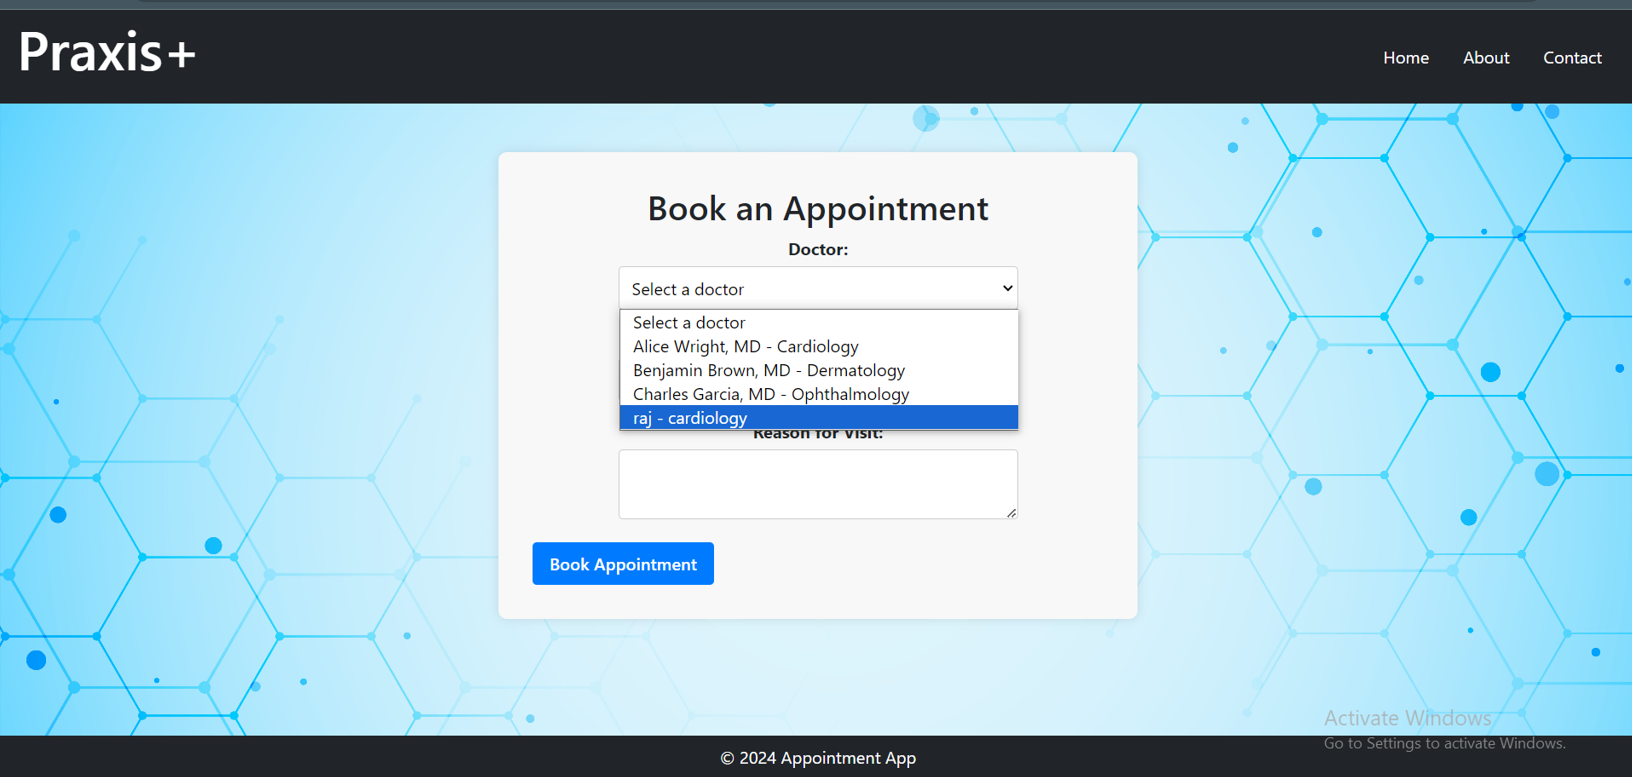 Praxis+
Home About Contact
Book an Appointment
Doctor:
Select a doctor
Select a doctor
Alice Wright, MD - Cardiology
Benjamin Brown, MD - Dermatology
Charles Garcia, MD - Ophthalmology
raj - cardiology
Reason for Visit:
Book Appointment
Activate Windows
Go to Settings to activate Windows.
© 2024 Appointment App